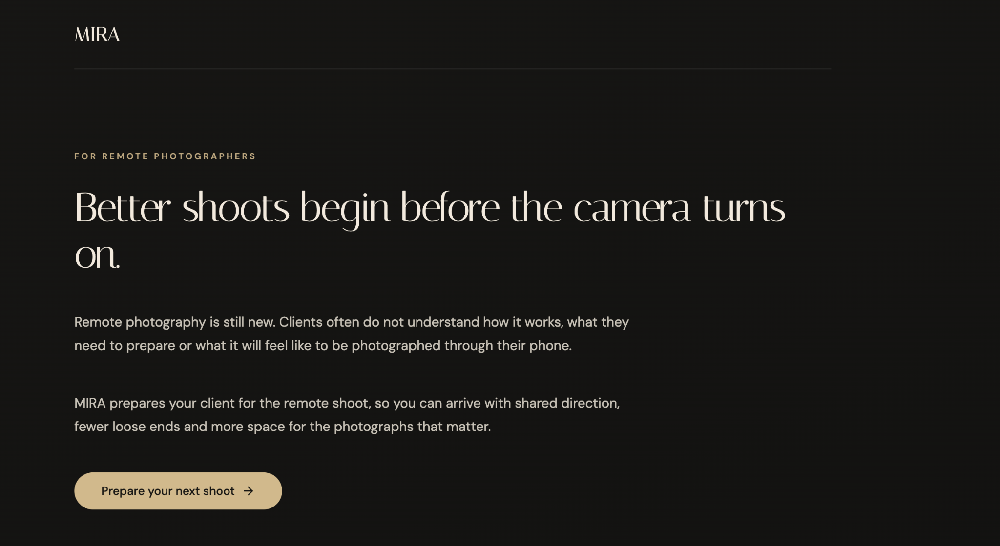 MIRA
FOR REMOTE PHOTOGRAPHERS
Better shoots begin before the camera turns
on.
Remote photography is still new. Clients often do not understand how it works, what they
need to prepare or what it will feel like to be photographed through their phone.
MIRA prepares your client for the remote shoot, so you can arrive with shared direction,
fewer loose ends and more space for the photographs that matter.
Prepare your next shoot →